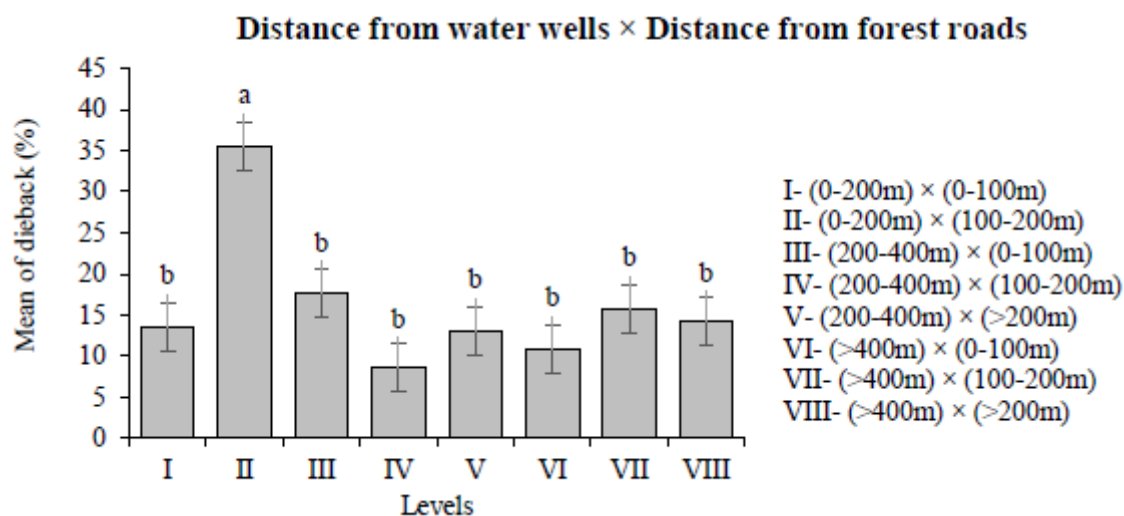 Distance from water wells × Distance from forest roads
Mean of dieback (%)
45
40
35
30
25
20
15
10
5
0
b
a
b
b
b
b
b
b
I
II
III
IV
V
VI
VII
VIII
Levels
I- (0-200m) × (0-100m)
II- (0-200m) × (100-200m)
III- (200-400m) × (0-100m)
IV- (200-400m) × (100-200m)
V- (200-400m) × (>200m)
VI- (>400m) × (0-100m)
VII- (>400m) × (100-200m)
VIII- (>400m) × (>200m)